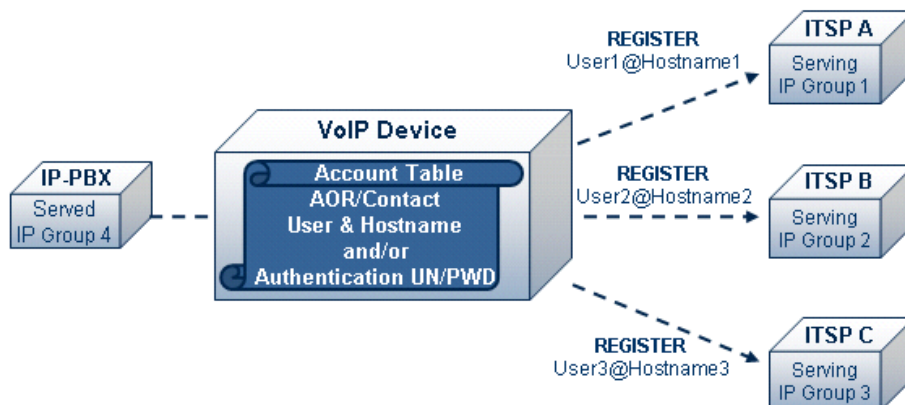 IP-PBX
Served
IP Group 4
VoIP Device
Account Table
AOR/Contact
User & Hostname
and/or
Authentication UN/PWD
REGISTER
User1@Hostname1
ITSP A
Serving
IP Group 1
REGISTER
User2@Hostname2
ITSP B
Serving
IP Group 2
REGISTER
User3@Hostname3
ITSP C
Serving
IP Group 3